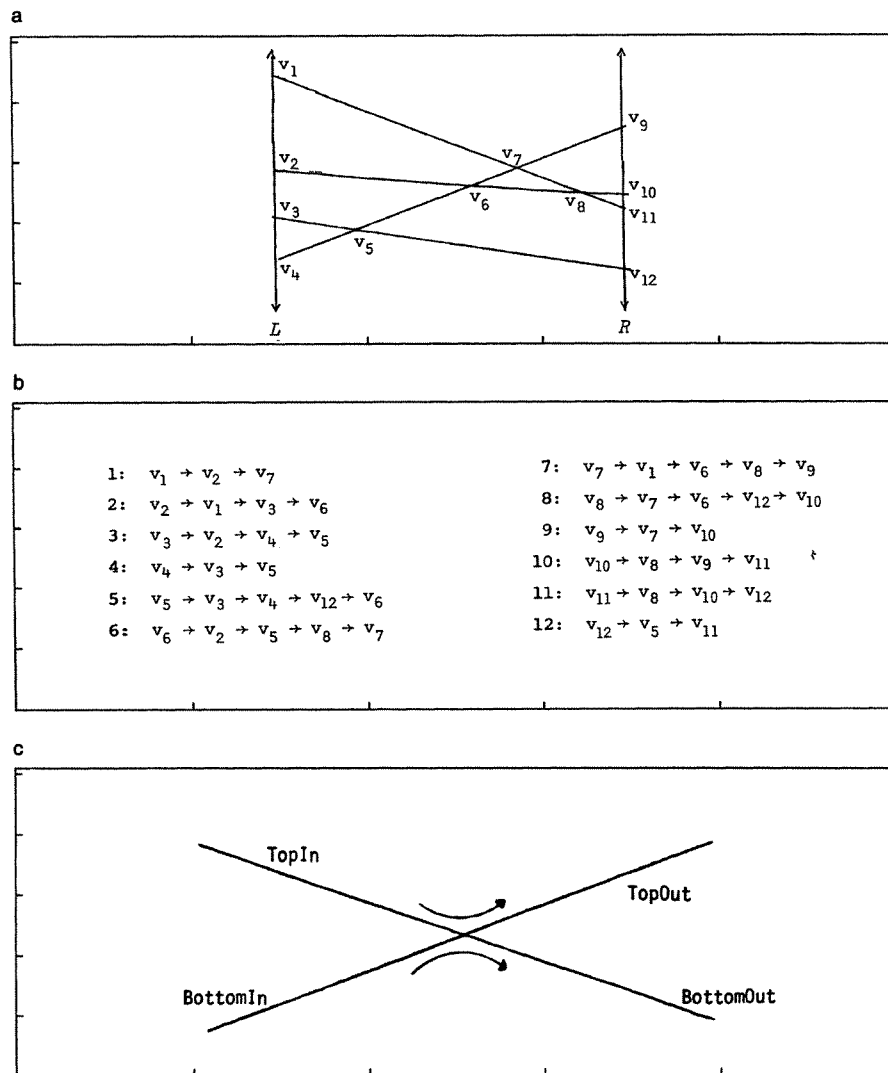 a
v1
v9
v7
v2
v10
v6
v8
v3
v11
v5
v4
v12
L
R
b
1: v1 → v2 → v7
2: v2 → v1 → v3 → v6
3: v3 → v2 → v4 → v5
4: v4 → v3 → v5
5: v5 → v3 → v4 → v12 → v6
6: v6 → v2 → v5 → v8 → v7
7: v7 → v1 → v6 → v8 → v9
8: v8 → v7 → v6 → v12 → v10
9: v9 → v7 → v10
10: v10 → v8 → v9 → v11
11: v11 → v8 → v10 → v12
12: v12 → v5 → v11
c
TopIn
TopOut
BottomIn
BottomOut